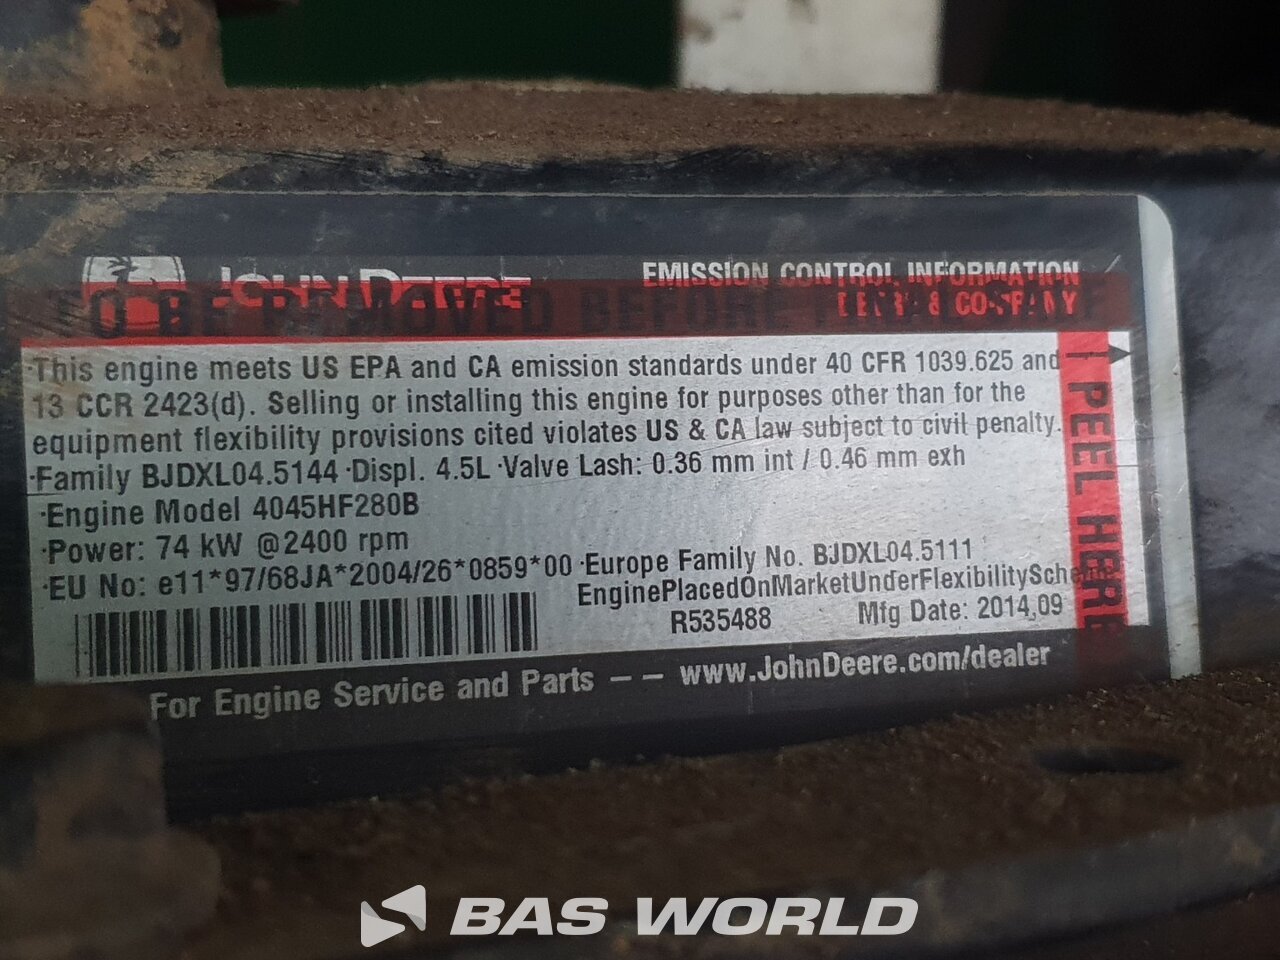 JOHN DEERE
EMISSION CONTROL INFORMATION
TO BE REMOVED BEFORE
DEERE & COMPANY
·This engine meets US EPA and CA emission standards under 40 CFR 1039.625 and
13 CCR 2423(d). Selling or installing this engine for purposes other than for the
equipment flexibility provisions cited violates US & CA law subject to civil penalty.
·Family BJDXL04.5144 ·Displ. 4.5L ·Valve Lash: 0.36 mm int / 0.46 mm exh
·Engine Model 4045HF280B
·Power: 74 kW @2400 rpm
·EU No: e11*97/68JA*2004/26*0859*00 ·Europe Family No. BJDXL04.5111
EnginePlacedOnMarketUnderFlexibilitySche
R535488 Mfg Date: 2014,09
For Engine Service and Parts –– www.JohnDeere.com/dealer
PEEL HERE
BAS WORLD